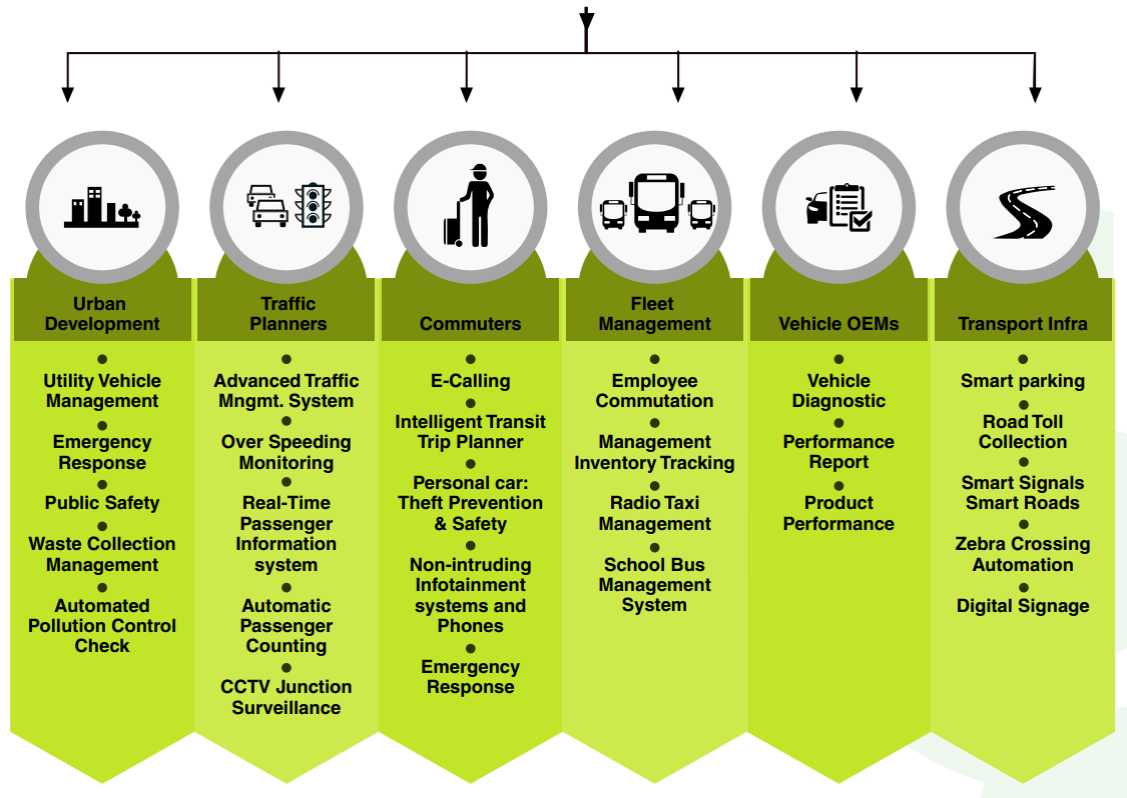 Urban
Development
Utility Vehicle
Management
Emergency
Response
Public Safety
Waste Collection
Management
Automated
Pollution Control
Check
Traffic
Planners
Advanced Traffic
Mngmt. System
Over Speeding
Monitoring
Real-Time
Passenger
Information
system
Automatic
Passenger
Counting
CCTV Junction
Surveillance
Commuters
E-Calling
Intelligent Transit
Trip Planner
Personal car:
Theft Prevention
& Safety
Non-intruding
Infotainment
systems and
Phones
Emergency
Response
Fleet
Management
Employee
Commutation
Management
Inventory Tracking
Radio Taxi
Management
School Bus
Management
System
Vehicle OEMs
Vehicle
Diagnostic
Performance
Report
Product
Performance
Transport Infra
Smart parking
Road Toll
Collection
Smart Signals
Smart Roads
Zebra Crossing
Automation
Digital Signage